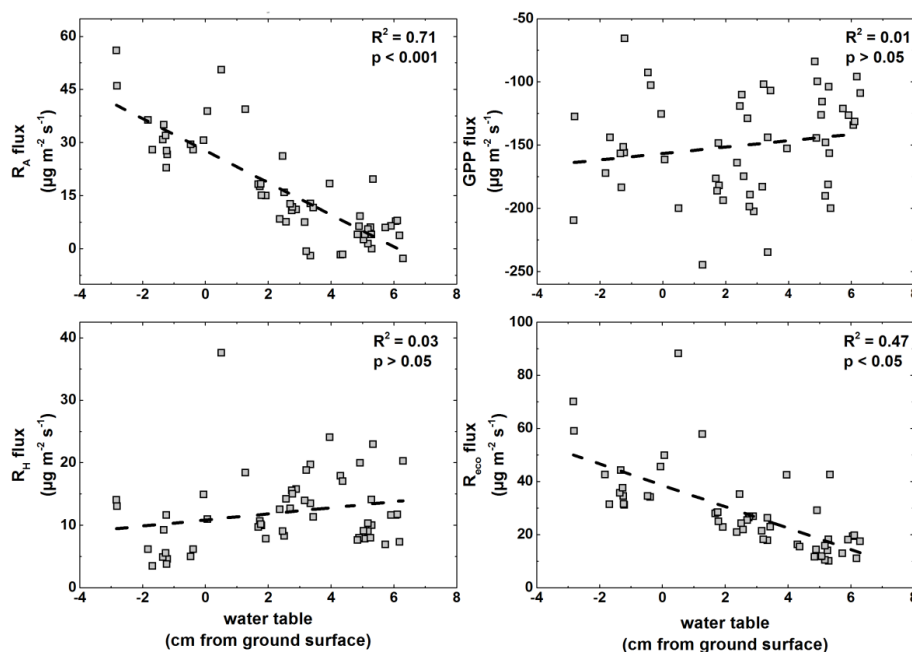 60
45
30
15
0
R_A flux
(µg m⁻² s⁻¹)
R² = 0.71
p < 0.001
-4 -2 0 2 4 6 8
-50
-100
-150
-200
-250
GPP flux
(µg m⁻² s⁻¹)
R² = 0.01
p > 0.05
-4 -2 0 2 4 6 8
40
30
20
10
0
R_H flux
(µg m⁻² s⁻¹)
R² = 0.03
p > 0.05
-4 -2 0 2 4 6 8
water table
(cm from ground surface)
100
80
60
40
20
0
R_eco flux
(µg m⁻² s⁻¹)
R² = 0.47
p < 0.05
-4 -2 0 2 4 6 8
water table
(cm from ground surface)